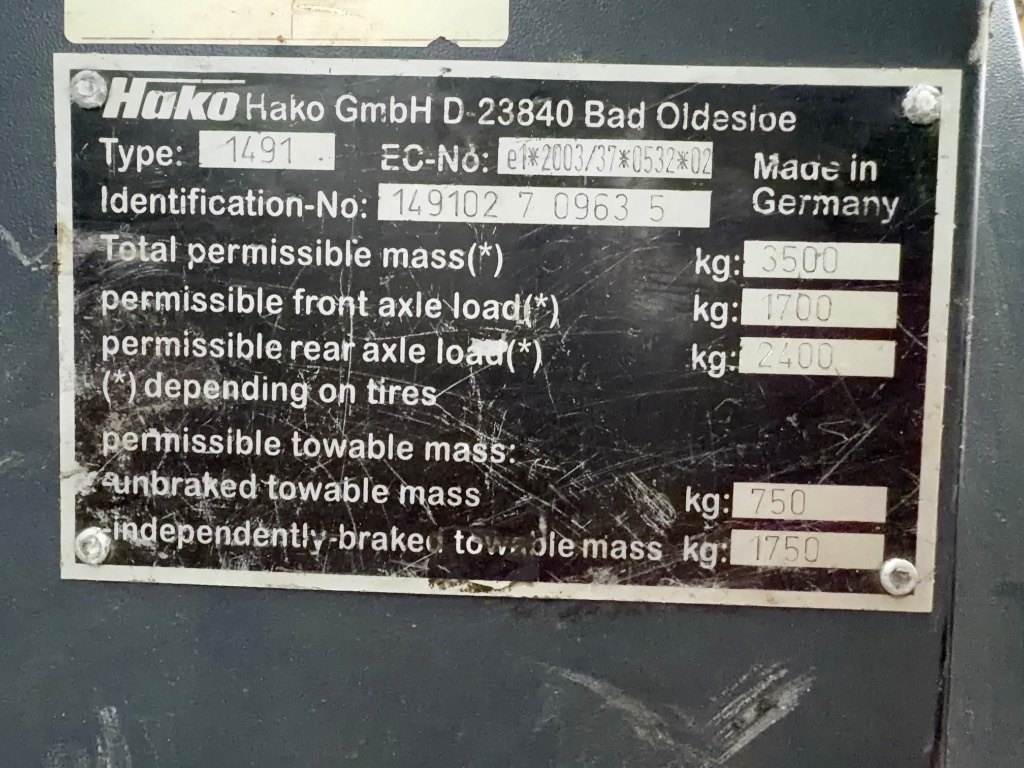 Hako Hako GmbH D-23840 Bad Oldesloe
Type: 1491 EC-No: e1*2003/37*0532*02 Made in
Identification-No: 149102 7 0963 5 Germany
Total permissible mass(*) kg: 3500
permissible front axle load(*) kg: 1700
permissible rear axle load(*) kg: 2400
(*) depending on tires
permissible towable mass:
-unbraked towable mass kg: 750
-independently-braked towable mass kg: 1750